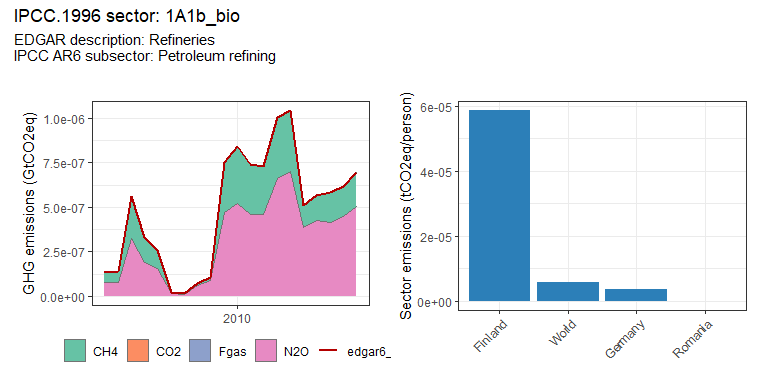 IPCC.1996 sector: 1A1b_bio
EDGAR description: Refineries
IPCC AR6 subsector: Petroleum refining
GHG emissions (GtCO2eq)
1.0e-06
7.5e-07
5.0e-07
2.5e-07
0.0e+00
2010
CH4 CO2 Fgas N2O edgar6_
Sector emissions (tCO2eq/person)
6e-05
4e-05
2e-05
0e+00
Finland
World
Germany
Romania